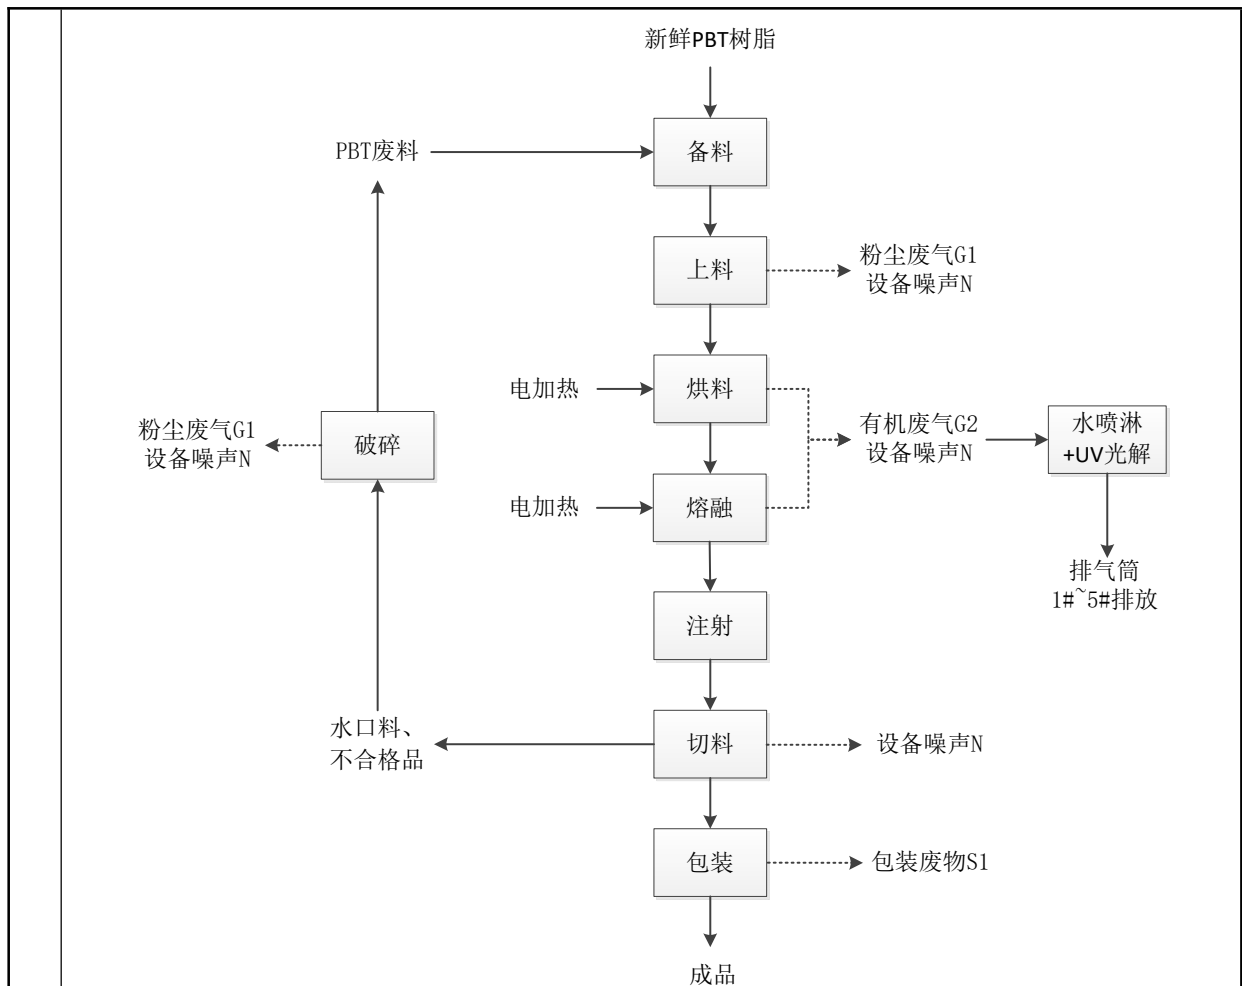 新鲜PBT树脂
PBT废料
备料
上料
粉尘废气G1
设备噪声N
电加热
烘料
粉尘废气G1
设备噪声N
破碎
有机废气G2
设备噪声N
水喷淋
+UV光解
电加热
熔融
排气筒
1#~5#排放
注射
水口料、
不合格品
切料
设备噪声N
包装
包装废物S1
成品